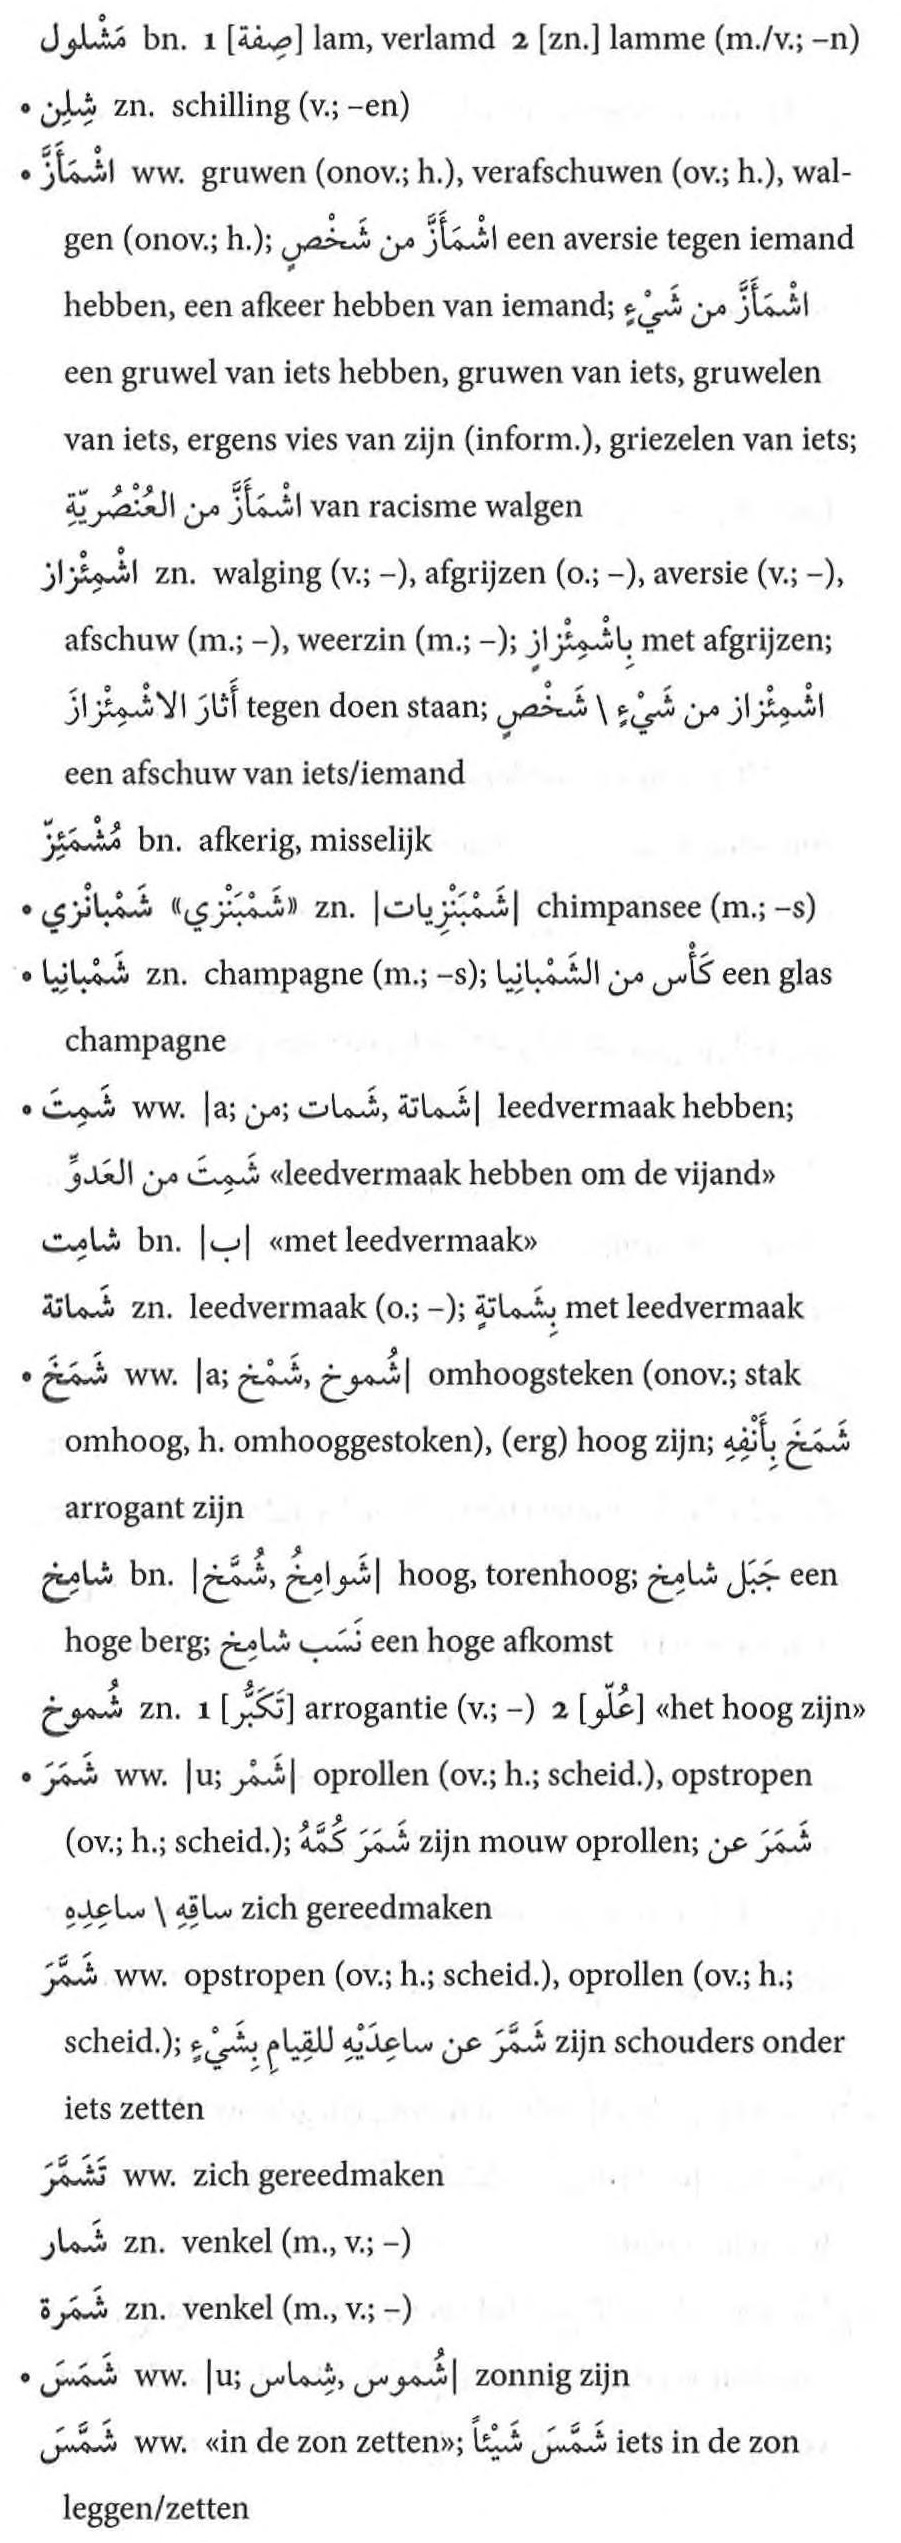 مَشْلول bn. 1 [صِفة] lam, verlamd 2 [zn.] lamme (m./v.; –n)
• شِلِن zn. schilling (v.; –en)
• اشْمَأَزَّ ww. gruwen (onov.; h.), verafschuwen (ov.; h.), wal-
gen (onov.; h.); اشْمَأَزَّ من شَخْصٍ een aversie tegen iemand
hebben, een afkeer hebben van iemand; اشْمَأَزَّ من شَيْءٍ
een gruwel van iets hebben, gruwen van iets, gruwelen
van iets, ergens vies van zijn (inform.), griezelen van iets;
اشْمَأَزَّ من العُنْصُريّةِ van racisme walgen
اشْمِئْزاز zn. walging (v.; –), afgrijzen (o.; –), aversie (v.; –),
afschuw (m.; –), weerzin (m.; –); بِاشْمِئْزازٍ met afgrijzen;
أَثارَ الاشْمِئْزازَ tegen doen staan; اشْمِئْزاز من شَيْءٍ \ شَخْصٍ
een afschuw van iets/iemand
مُشْمَئِزّ bn. afkerig, misselijk
• شَمْبانْزي «شَمْبَنْزي» zn. |شَمْبَنْزِيات| chimpansee (m.; –s)
• شَمْبانِيا zn. champagne (m.; –s); كَأْس من الشَّمْبانِيا een glas
champagne
• شَمِتَ ww. |a; من; شَماتة, شَمات| leedvermaak hebben;
شَمِتَ من العَدوِّ «leedvermaak hebben om de vijand»
شامِت bn. |ب| «met leedvermaak»
شَماتة zn. leedvermaak (o.; –); بِشَماتةٍ met leedvermaak
• شَمَخَ ww. |a; شُموخ, شَمْخ| omhoogsteken (onov.; stak
omhoog, h. omhooggestoken), (erg) hoog zijn; شَمَخَ بِأَنْفِهِ
arrogant zijn
شامِخ bn. |شَوامِخُ, شُمَّخ| hoog, torenhoog; جَبَل شامِخ een
hoge berg; نَسَب شامِخ een hoge afkomst
شُموخ zn. 1 [تَكَبُّر] arrogantie (v.; –) 2 [عُلّو] «het hoog zijn»
• شَمَرَ ww. |u; شَمْر| oprollen (ov.; h.; scheid.), opstropen
(ov.; h.; scheid.); شَمَرَ كُمَّهُ zijn mouw oprollen; شَمَرَ عن
ساقِهِ \ ساعِدِهِ zich gereedmaken
شَمَّرَ ww. opstropen (ov.; h.; scheid.), oprollen (ov.; h.;
scheid.); شَمَّرَ عن ساعِدَيْهِ للقِيامِ بِشَيْءٍ zijn schouders onder
iets zetten
تَشَمَّرَ ww. zich gereedmaken
شَمار zn. venkel (m., v.; –)
شَمَرة zn. venkel (m., v.; –)
• شَمَسَ ww. |u; شُموس, شِماس| zonnig zijn
شَمَّسَ ww. «in de zon zetten»; شَمَّسَ شَيْئاً iets in de zon
leggen/zetten